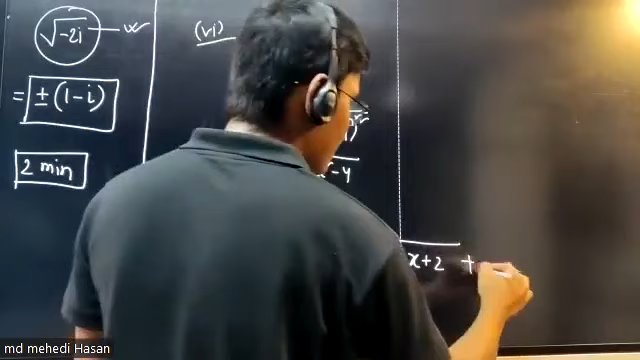 √-2i
(vi)
= ± (1-i)
2 min
x+2 +
md mehedi Hasan